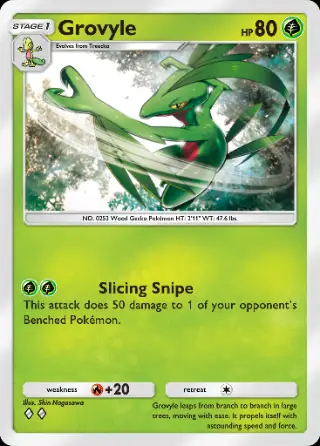 STAGE 1
Grovyle
HP 80
Evolves from Treecko
NO. 0253 Wood Gecko Pokémon HT: 2'11" WT: 47.6 lbs.
Slicing Snipe
This attack does 50 damage to 1 of your opponent's
Benched Pokémon.
weakness +20 retreat
Illus. Shin Nagasawa
Grovyle leaps from branch to branch in large
trees, moving with ease. It propels itself with
astounding speed and force.